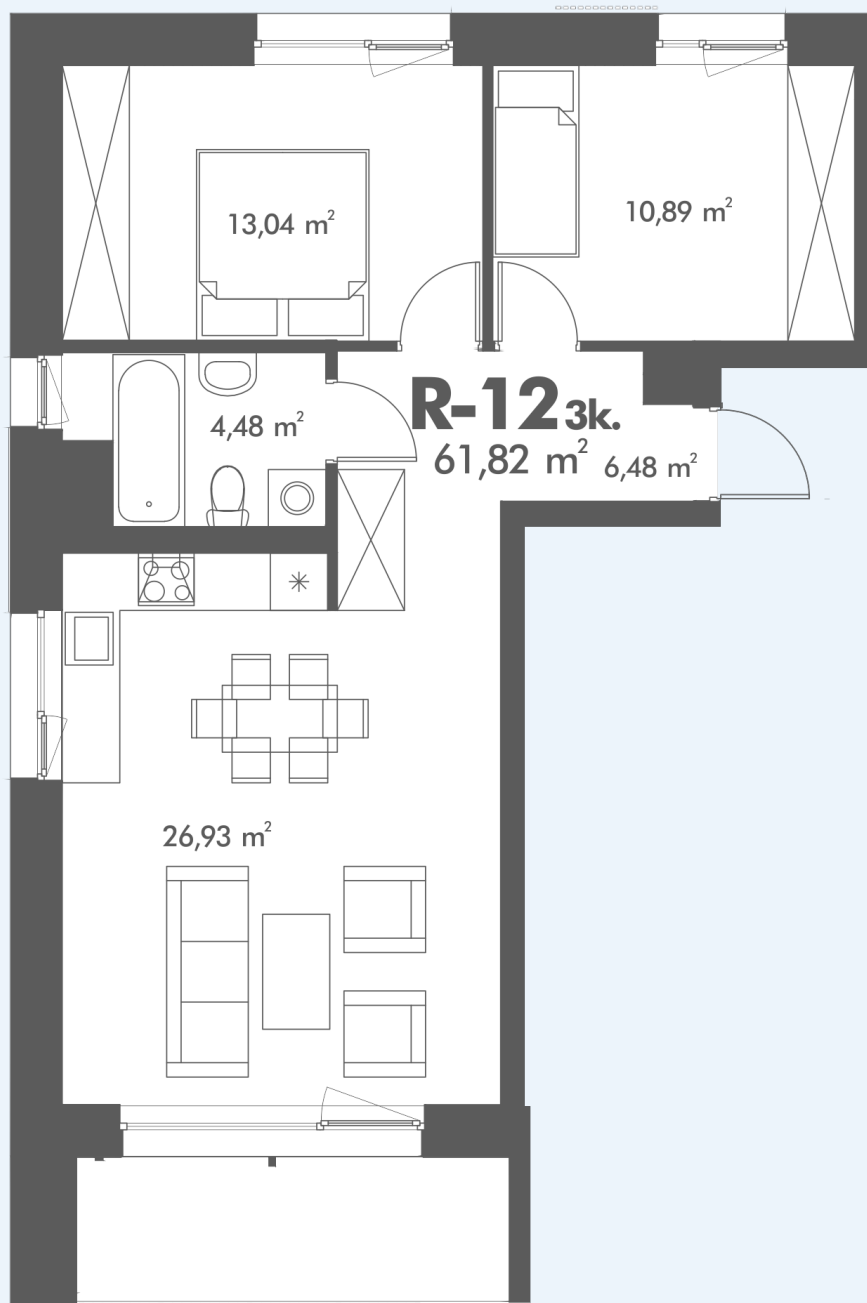 13,04 m²
10,89 m²
R-12 3k.
4,48 m²
61,82 m² 6,48 m²
26,93 m²